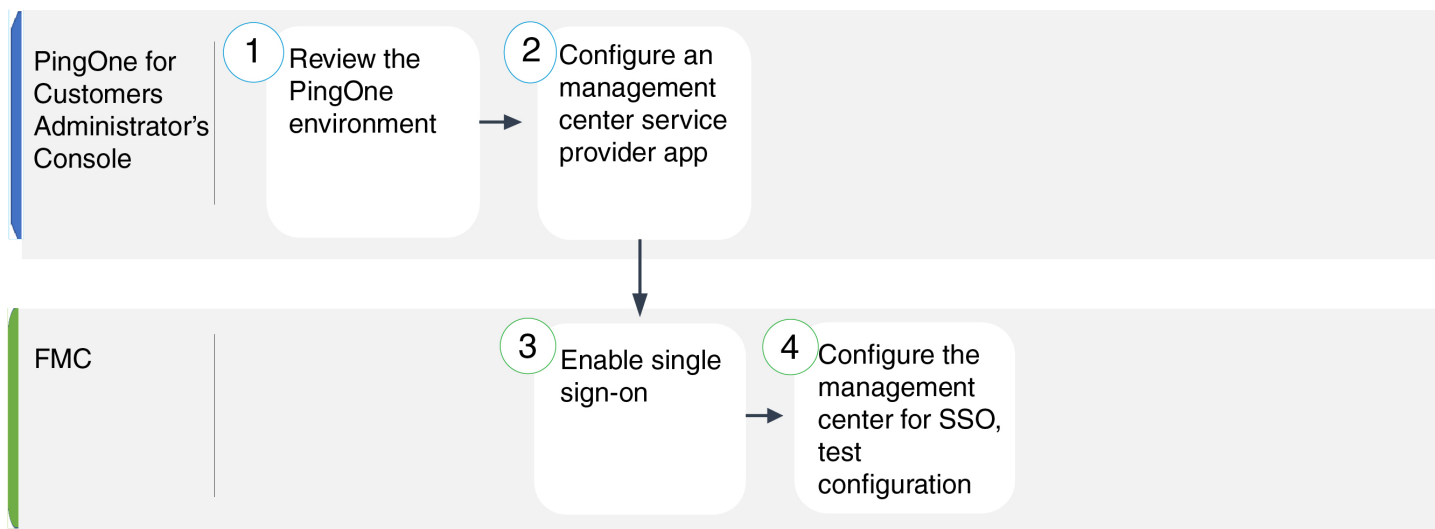 PingOne for
Customers
Administrator’s
Console
1
Review the
PingOne
environment
2
Configure an
management
center service
provider app
FMC
3
Enable single
sign-on
4
Configure the
management
center for SSO,
test
configuration